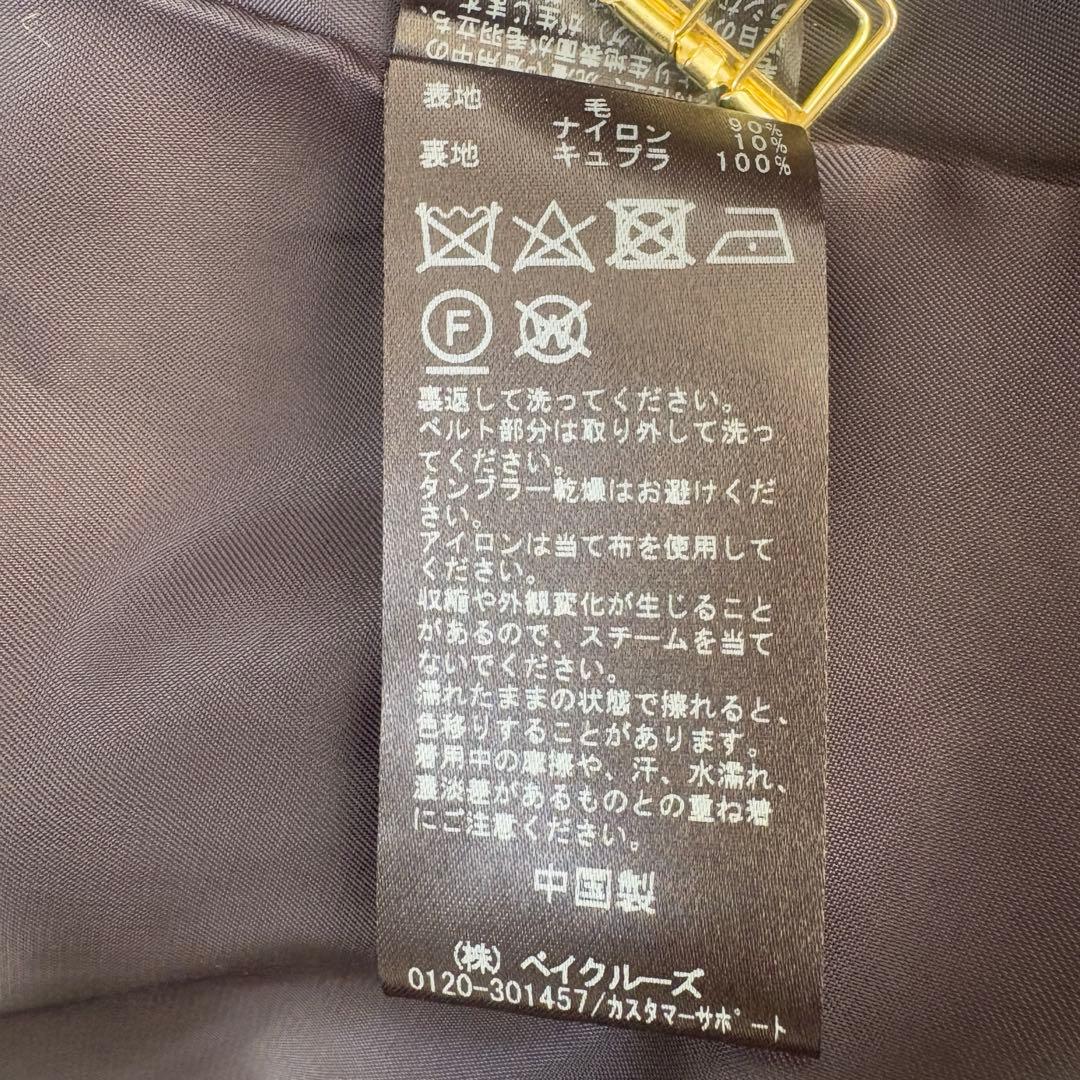 表地 毛 90%
ナイロン 10%
裏地 キュプラ 100%
F W
裏返して洗ってください。
ベルト部分は取り外して洗っ
てください。
タンブラー乾燥はお避けくだ
さい。
アイロンは当て布を使用して
ください。
収縮や外観変化が生じること
があるので、スチームを当て
ないでください。
濡れたままの状態で擦れると、
色移りすることがあります。
着用中の摩擦や、汗、水濡れ、
濃淡差があるものとの重ね着
にご注意ください。
中国製
(株) ベイクルーズ
0120-301457/カスタマーサポート